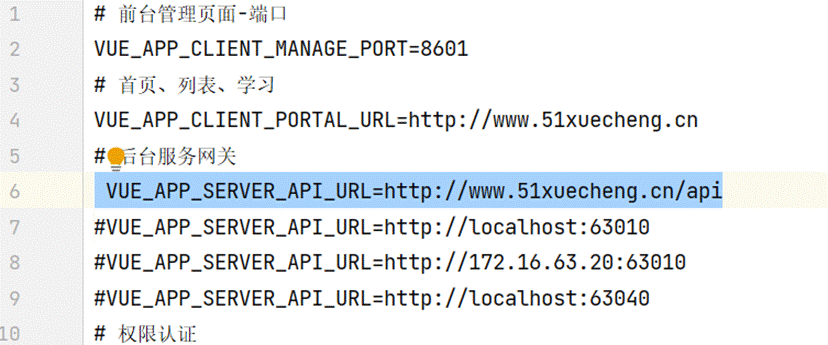 1 # 前台管理页面-端口
2 VUE_APP_CLIENT_MANAGE_PORT=8601
3 # 首页、列表、学习
4 VUE_APP_CLIENT_PORTAL_URL=http://www.51xuecheng.cn
5 # 后台服务网关
6 VUE_APP_SERVER_API_URL=http://www.51xuecheng.cn/api
7 #VUE_APP_SERVER_API_URL=http://localhost:63010
8 #VUE_APP_SERVER_API_URL=http://172.16.63.20:63010
9 #VUE_APP_SERVER_API_URL=http://localhost:63040
10 # 权限认证